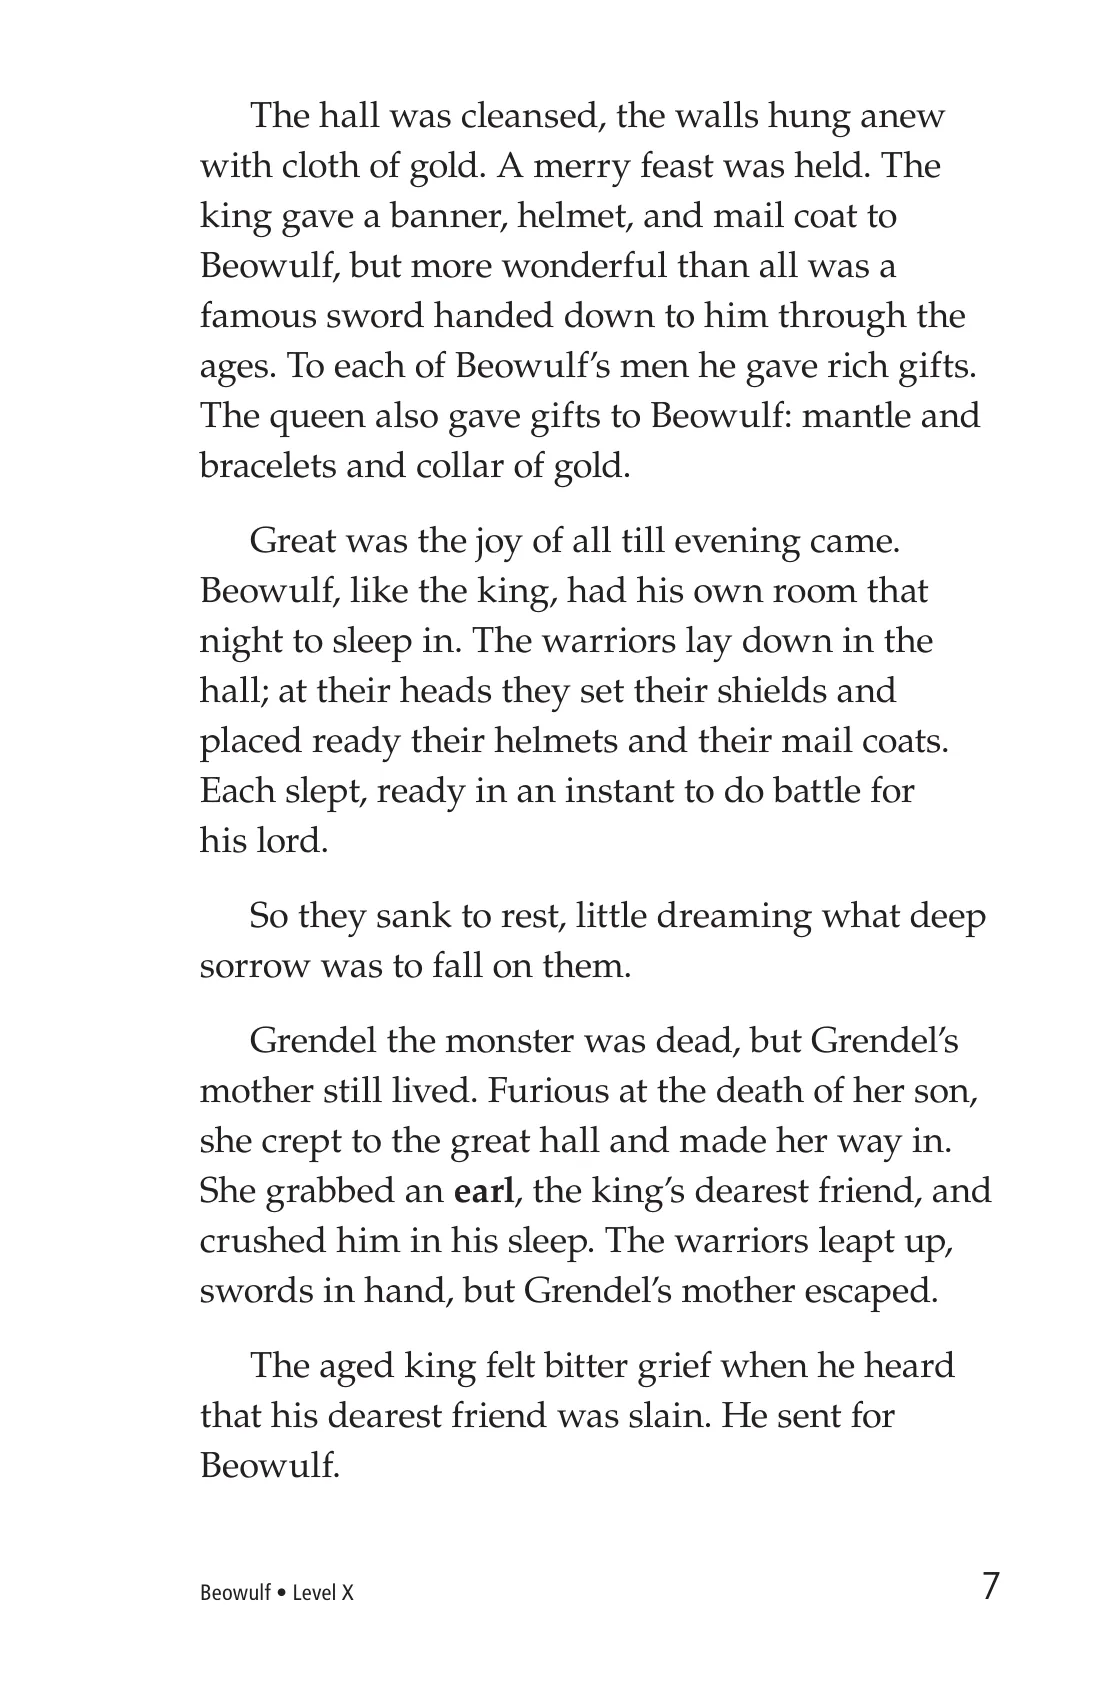 The hall was cleansed, the walls hung anew
with cloth of gold. A merry feast was held. The
king gave a banner, helmet, and mail coat to
Beowulf, but more wonderful than all was a
famous sword handed down to him through the
ages. To each of Beowulf’s men he gave rich gifts.
The queen also gave gifts to Beowulf: mantle and
bracelets and collar of gold.
Great was the joy of all till evening came.
Beowulf, like the king, had his own room that
night to sleep in. The warriors lay down in the
hall; at their heads they set their shields and
placed ready their helmets and their mail coats.
Each slept, ready in an instant to do battle for
his lord.
So they sank to rest, little dreaming what deep
sorrow was to fall on them.
Grendel the monster was dead, but Grendel’s
mother still lived. Furious at the death of her son,
she crept to the great hall and made her way in.
She grabbed an earl, the king’s dearest friend, and
crushed him in his sleep. The warriors leapt up,
swords in hand, but Grendel’s mother escaped.
The aged king felt bitter grief when he heard
that his dearest friend was slain. He sent for
Beowulf.
Beowulf • Level X
7